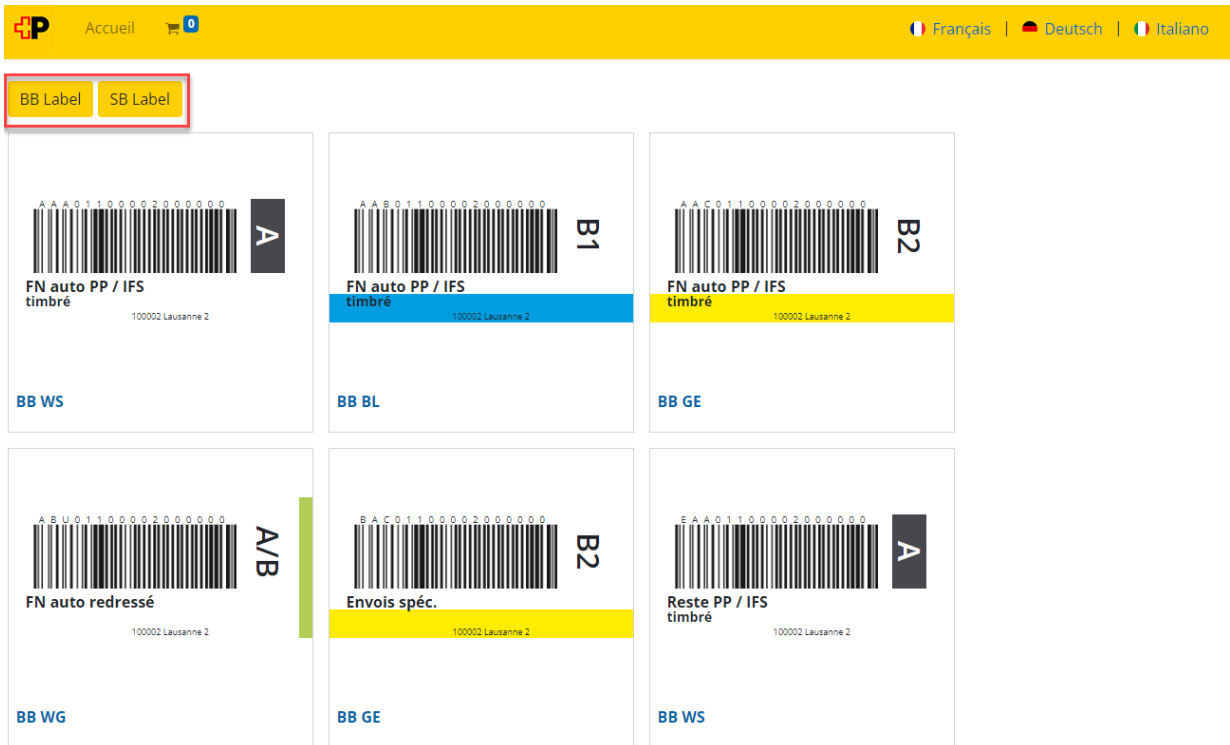 P Accueil 0 Français | Deutsch | Italiano
BB Label SB Label
AAA01100002000000
A
FN auto PP / IFS
timbré
100002 Lausanne 2
BB WS
AAB01100002000000
B1
FN auto PP / IFS
timbré
100002 Lausanne 2
BB BL
AAC01100002000000
B2
FN auto PP / IFS
timbré
100002 Lausanne 2
BB GE
ABU01100002000000
A/B
FN auto redressé
100002 Lausanne 2
BB WG
BAC01100002000000
B2
Envois spéc.
100002 Lausanne 2
BB GE
EAA01100002000000
A
Reste PP / IFS
timbré
100002 Lausanne 2
BB WS